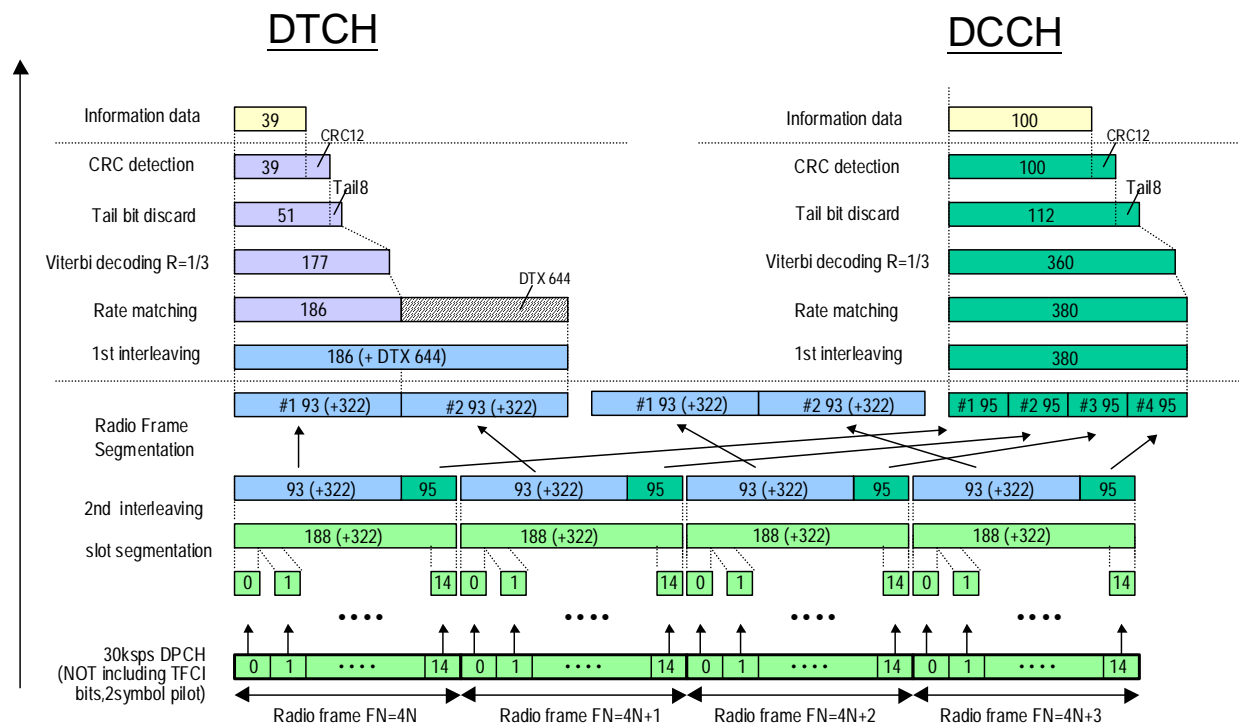 DTCH
DCCH
Information data
39
Information data
100
CRC12
CRC12
CRC detection
39
CRC detection
100
Tail8
Tail8
Tail bit discard
51
Tail bit discard
112
Viterbi decoding R=1/3
177
Viterbi decoding R=1/3
360
DTX 644
Rate matching
186
Rate matching
380
1st interleaving
186 (+ DTX 644)
1st interleaving
380
#1 93 (+322)
#2 93 (+322)
#1 93 (+322)
#2 93 (+322)
#1 95
#2 95
#3 95
#4 95
Radio Frame
Segmentation
93 (+322)
95
93 (+322)
95
93 (+322)
95
93 (+322)
95
2nd interleaving
188 (+322)
188 (+322)
188 (+322)
188 (+322)
slot segmentation
0
1
14
0
1
14
0
1
14
0
1
14
••••
••••
••••
••••
30ksps DPCH
(NOT including TFCI
bits,2symbol pilot)
0
1
••••
14
0
1
••••
14
0
1
••••
14
0
1
••••
14
Radio frame FN=4N
Radio frame FN=4N+1
Radio frame FN=4N+2
Radio frame FN=4N+3